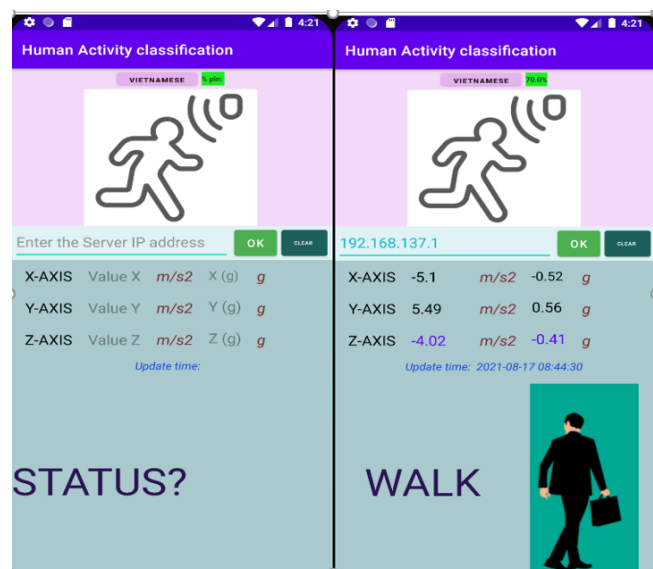 4:21
Human Activity classification
VIETNAMESE % pin:
Enter the Server IP address OK CLEAR
X-AXIS Value X m/s2 X (g) g
Y-AXIS Value Y m/s2 Y (g) g
Z-AXIS Value Z m/s2 Z (g) g
Update time:
STATUS?
4:21
Human Activity classification
VIETNAMESE 70.0%
192.168.137.1 OK CLEAR
X-AXIS -5.1 m/s2 -0.52 g
Y-AXIS 5.49 m/s2 0.56 g
Z-AXIS -4.02 m/s2 -0.41 g
Update time: 2021-08-17 08:44:30
WALK